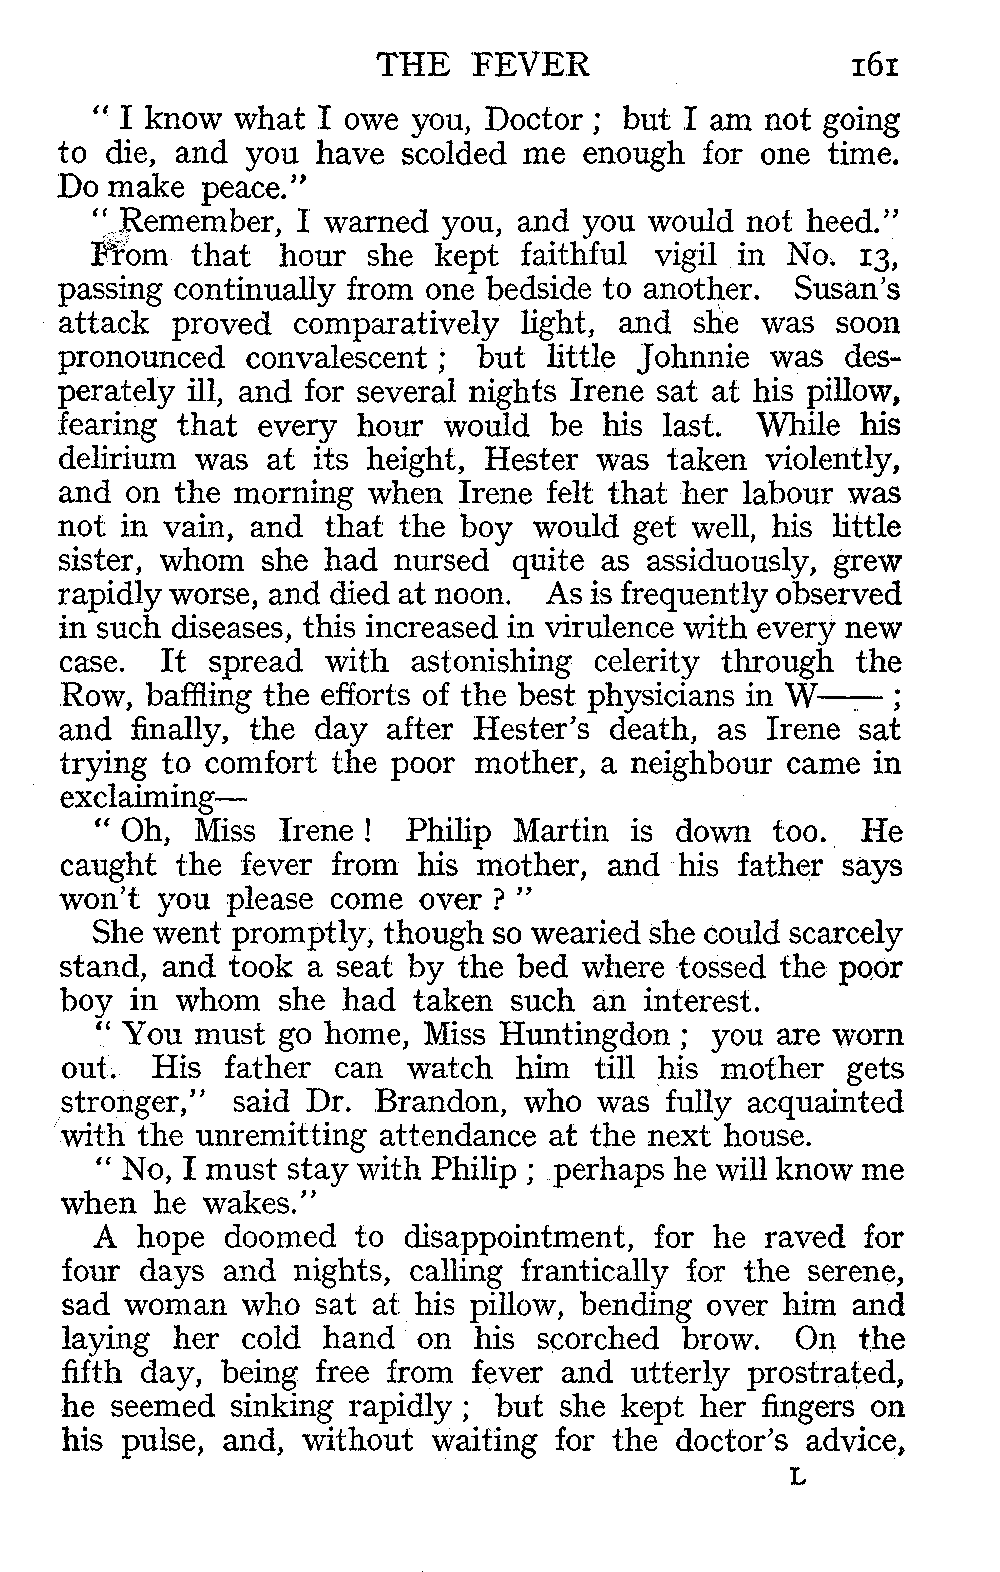 THE FEVER 161
“ I know what I owe you, Doctor ; but I am not going
to die, and you have scolded me enough for one time.
Do make peace.”
“ Remember, I warned you, and you would not heed.”
From that hour she kept faithful vigil in No. 13,
passing continually from one bedside to another. Susan’s
attack proved comparatively light, and she was soon
pronounced convalescent ; but little Johnnie was des-
perately ill, and for several nights Irene sat at his pillow,
fearing that every hour would be his last. While his
delirium was at its height, Hester was taken violently,
and on the morning when Irene felt that her labour was
not in vain, and that the boy would get well, his little
sister, whom she had nursed quite as assiduously, grew
rapidly worse, and died at noon. As is frequently observed
in such diseases, this increased in virulence with every new
case. It spread with astonishing celerity through the
Row, baffling the efforts of the best physicians in W—— ;
and finally, the day after Hester’s death, as Irene sat
trying to comfort the poor mother, a neighbour came in
exclaiming—
“ Oh, Miss Irene ! Philip Martin is down too. He
caught the fever from his mother, and his father says
won’t you please come over ? ”
She went promptly, though so wearied she could scarcely
stand, and took a seat by the bed where tossed the poor
boy in whom she had taken such an interest.
“ You must go home, Miss Huntingdon ; you are worn
out. His father can watch him till his mother gets
stronger,” said Dr. Brandon, who was fully acquainted
with the unremitting attendance at the next house.
“ No, I must stay with Philip ; perhaps he will know me
when he wakes.”
A hope doomed to disappointment, for he raved for
four days and nights, calling frantically for the serene,
sad woman who sat at his pillow, bending over him and
laying her cold hand on his scorched brow. On the
fifth day, being free from fever and utterly prostrated,
he seemed sinking rapidly ; but she kept her fingers on
his pulse, and, without waiting for the doctor’s advice,
L